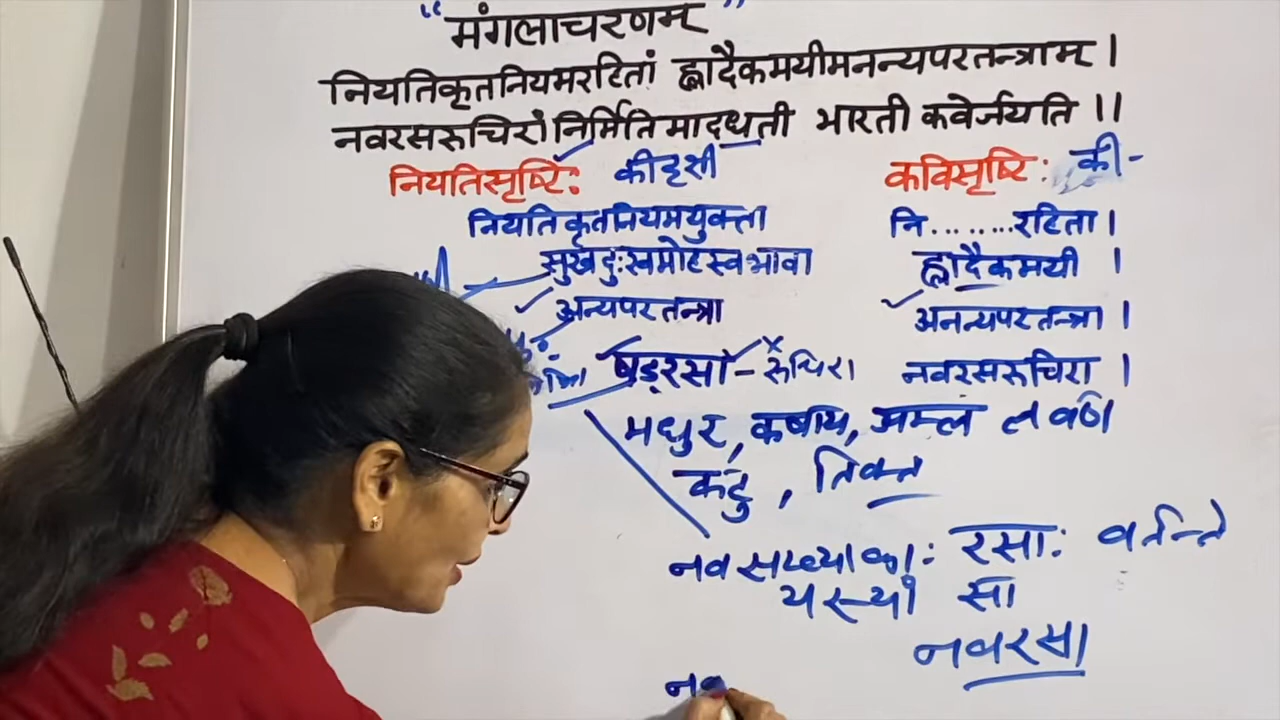 “मंगलाचरणम्”
नियतिकृतनियमरहितां ह्लादैकमयीमनन्यपरतन्त्राम् ।
नवरसरुचिरां निर्मितिमादधती भारती कवेर्जयति ।।
नियतिसृष्टिः कीदृसी कविसृष्टिः की-
नियतिकृतनियमयुक्ता नि........रहिता ।
सुखदुःखमोहस्वभावा ह्लादैकमयी ।
अन्यपरतन्त्रा अनन्यपरतन्त्रा ।
षड्रसा - रुचिरा । नवरसरुचिरा ।
मधुर, कषाय, अम्ल लवण
कटु, तिक्त
नवसंख्याकाः रसाः वर्तन्ते
यस्यां सा
नवरसा
नव